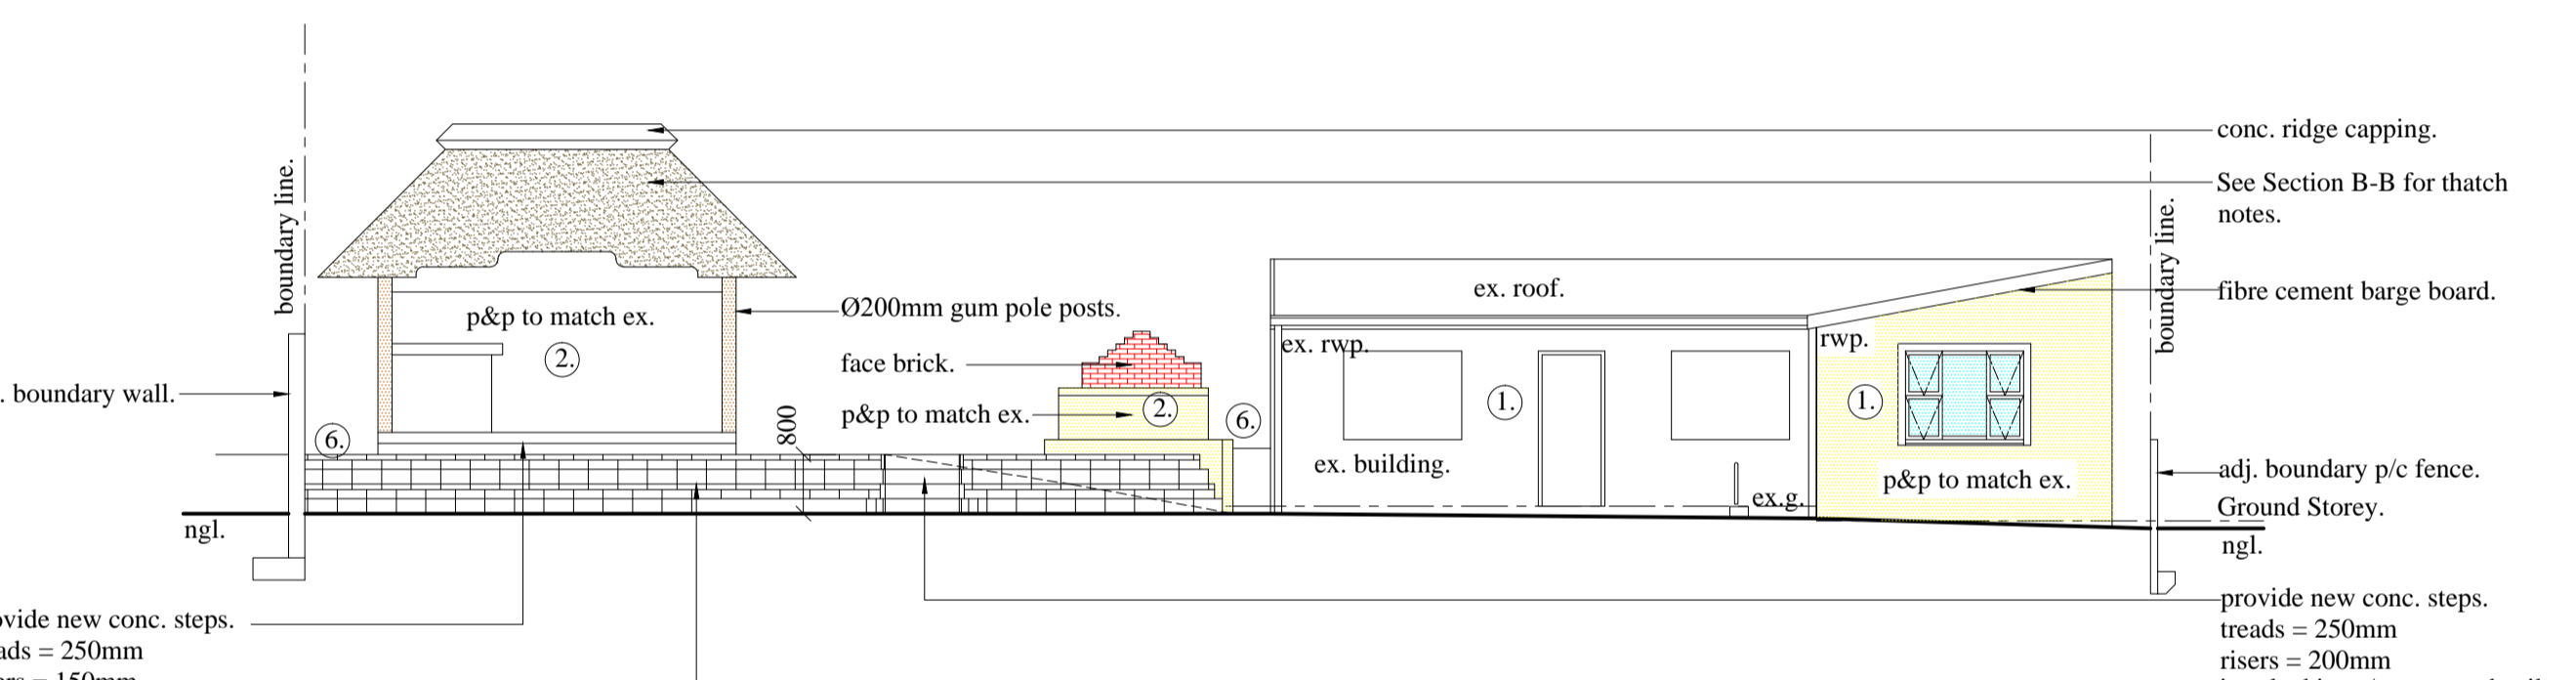 boundary line.
conc. ridge capping.
See Section B-B for thatch
notes.
boundary line.
fibre cement barge board.
ex. roof.
Ø200mm gum pole posts.
p&p to match ex.
2.
face brick.
ex. rwp.
rwp.
. boundary wall.
p&p to match ex.
2.
6.
1.
1.
800
6.
ex. building.
ex.g.
p&p to match ex.
adj. boundary p/c fence.
Ground Storey.
ngl.
ngl.
provide new conc. steps.
treads = 250mm
risers = 200mm
vide new conc. steps.
ads = 250mm
= 150mm